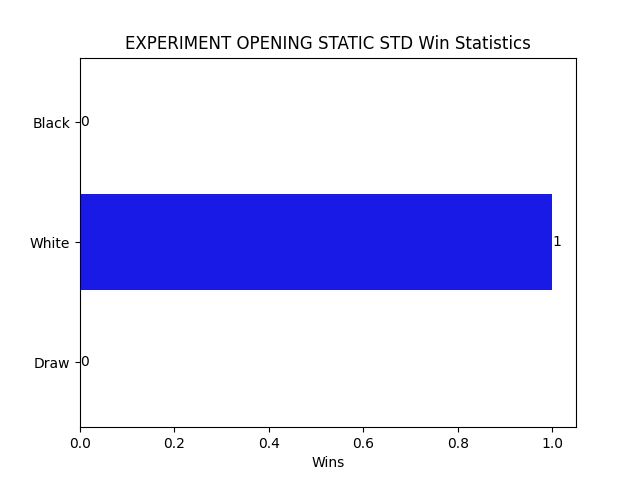 EXPERIMENT OPENING STATIC STD Win Statistics
Black 0
White 1
Draw 0
0.0 0.2 0.4 0.6 0.8 1.0
Wins